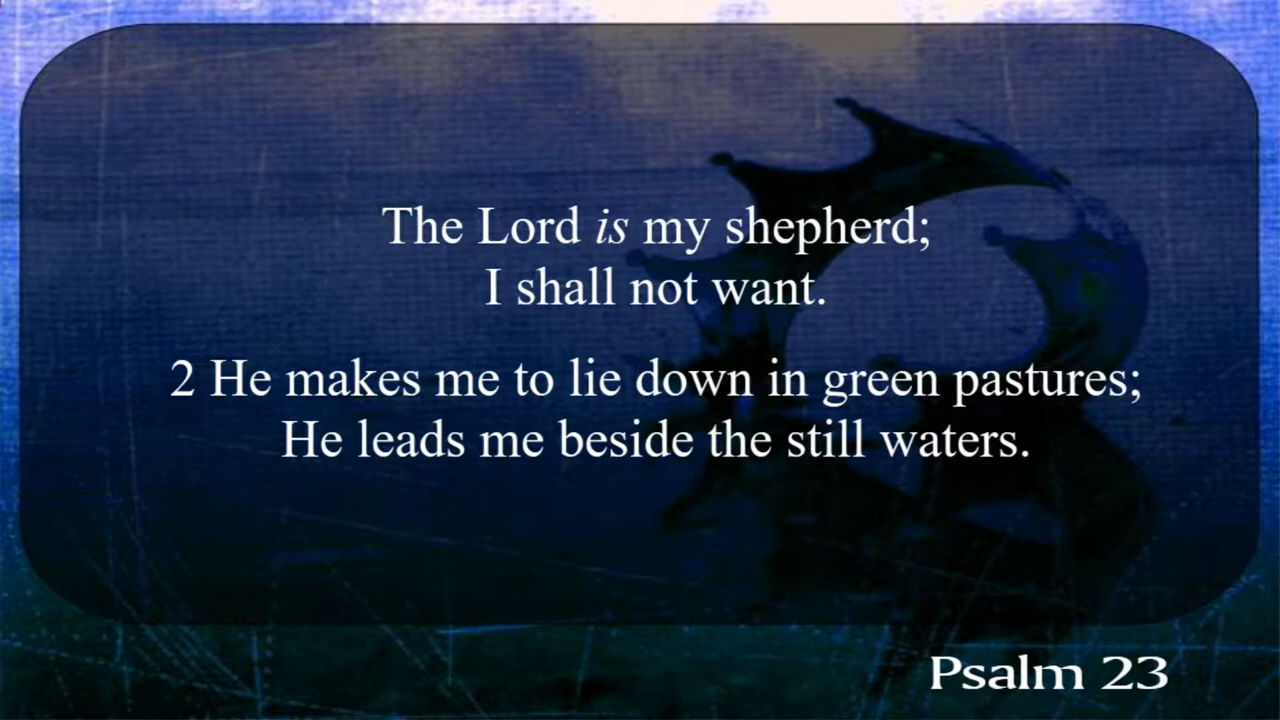 The Lord is my shepherd;
I shall not want.
2 He makes me to lie down in green pastures;
He leads me beside the still waters.
Psalm 23